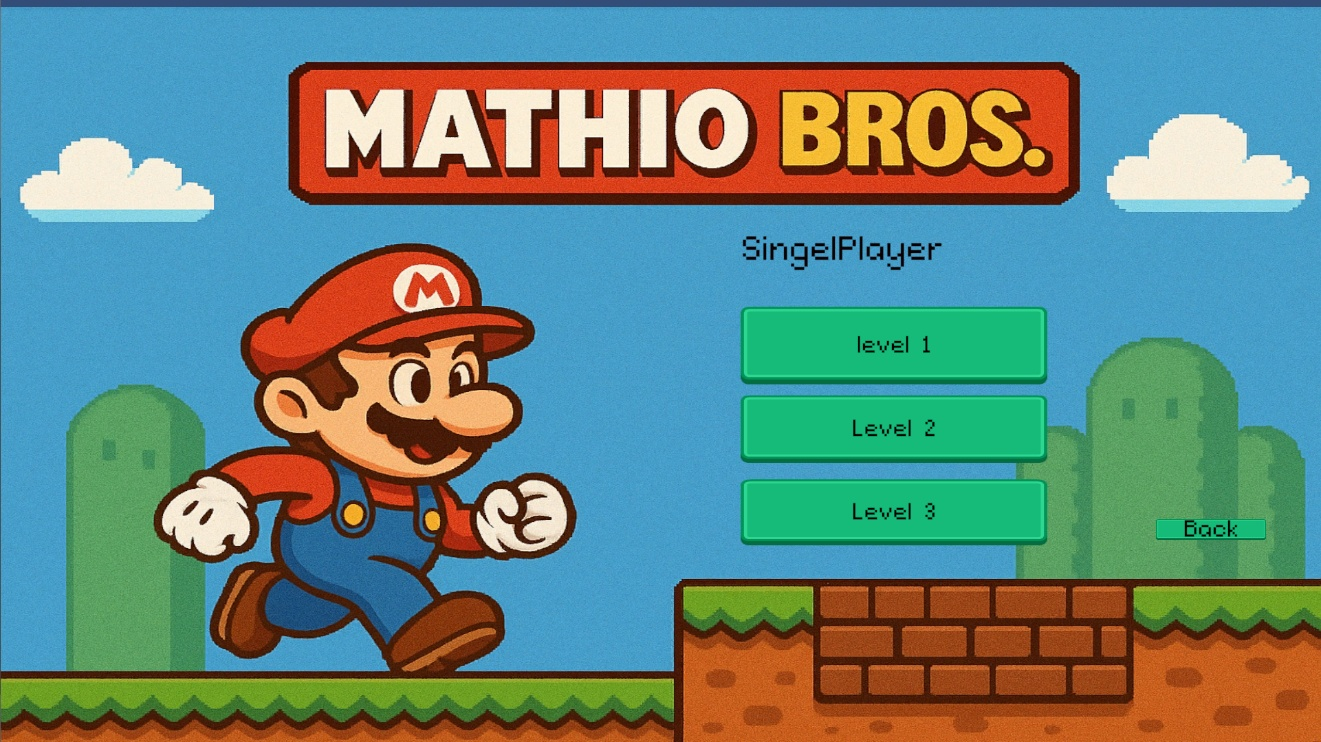 MATHIO BROS.
M
SingelPlayer
level 1
Level 2
Level 3
Back